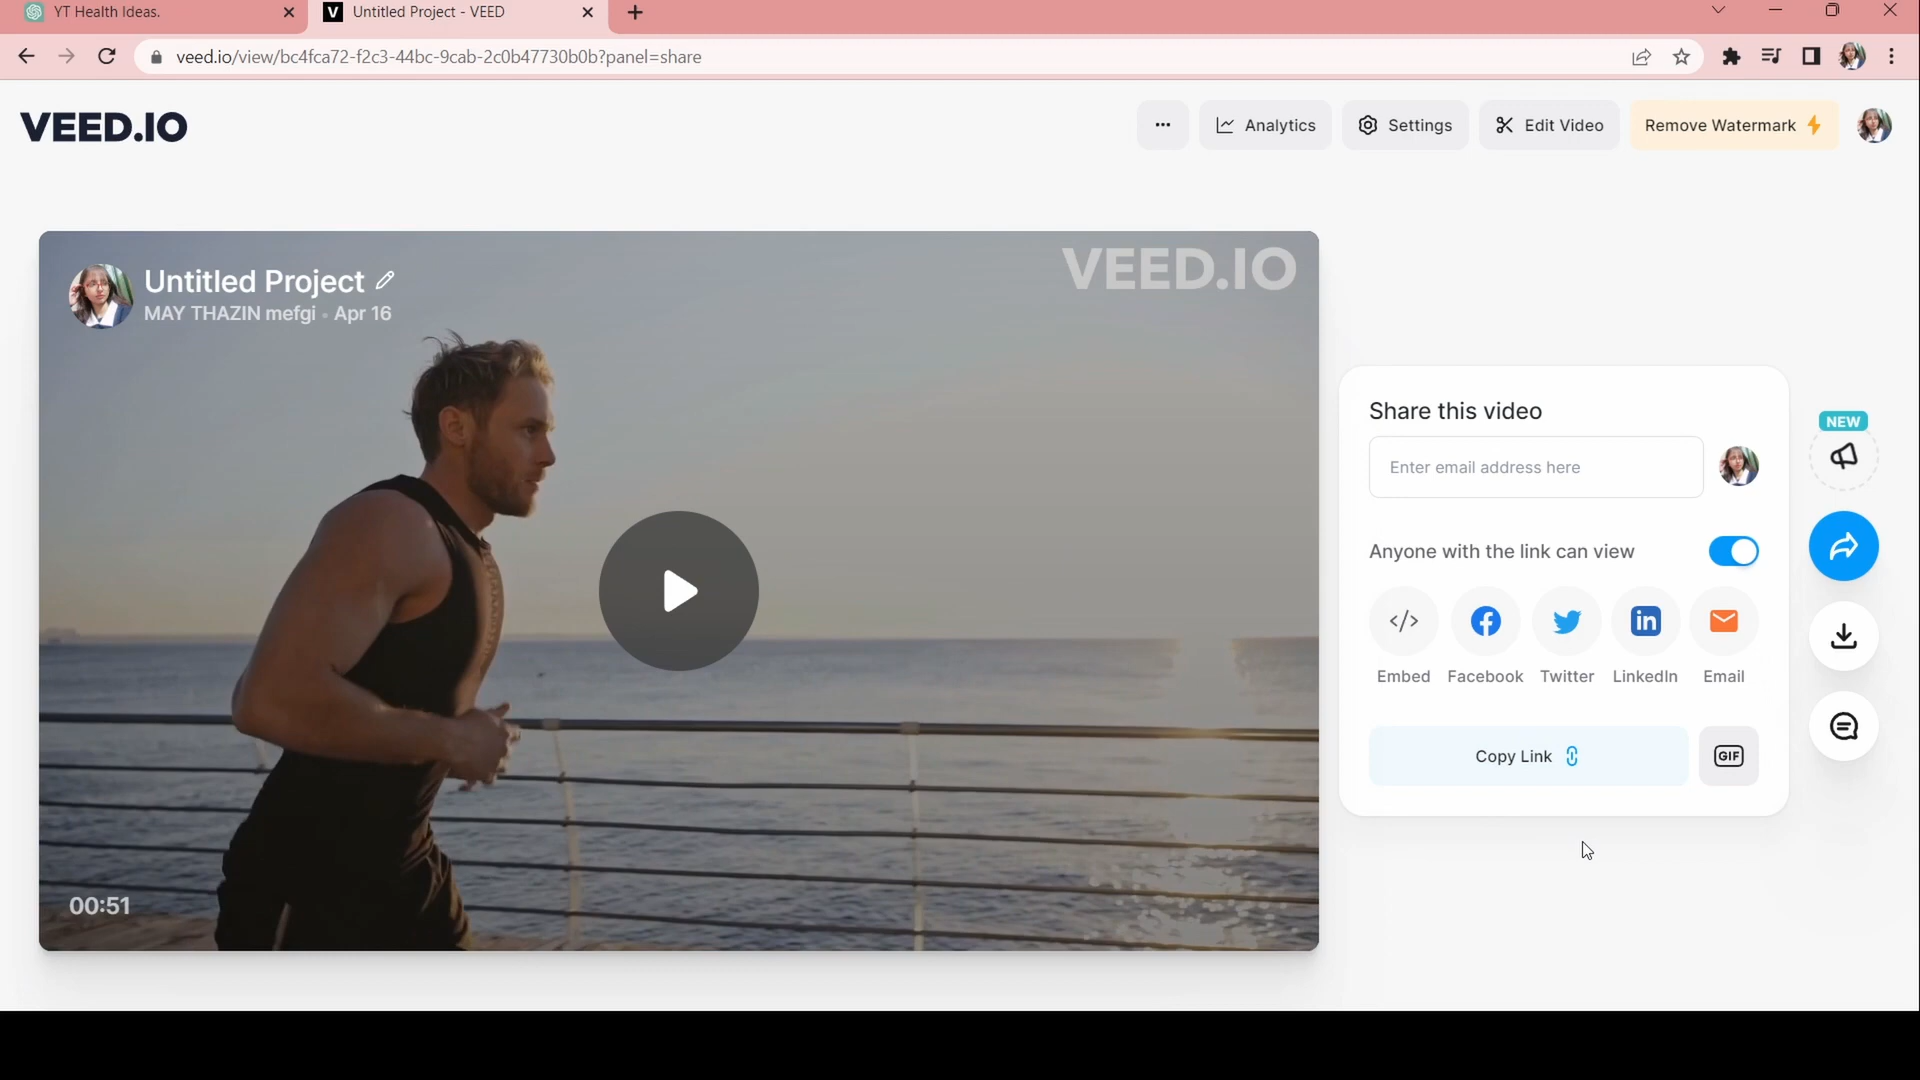 YT Health Ideas.
Untitled Project - VEED
veed.io/view/bc4fca72-f2c3-44bc-9cab-2c0b47730b0b?panel=share
VEED.IO
Analytics
Settings
Edit Video
Remove Watermark
Untitled Project
MAY THAZIN mefgi • Apr 16
VEED.IO
00:51
Share this video
Enter email address here
Anyone with the link can view
Embed
Facebook
Twitter
LinkedIn
Email
Copy Link
GIF
NEW